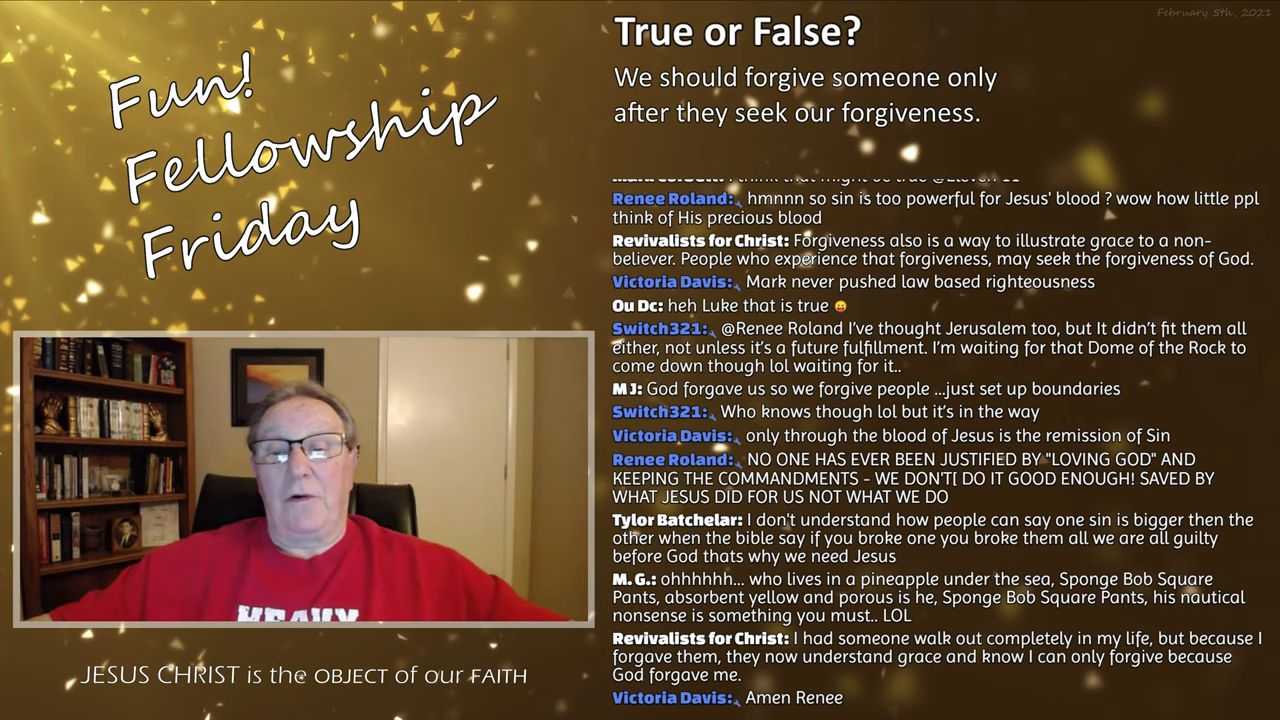 Fun!
Fellowship
Friday
JESUS CHRIST is the OBJECT of our FAITH
HEAVY
February 5th, 2021
True or False?
We should forgive someone only
after they seek our forgiveness.
Renee Roland: hmnnn so sin is too powerful for Jesus' blood ? wow how little ppl
think of His precious blood
Revivalists for Christ: Forgiveness also is a way to illustrate grace to a non-
believer. People who experience that forgiveness, may seek the forgiveness of God.
Victoria Davis: Mark never pushed law based righteousness
Ou Dc: heh Luke that is true 😛
Switch321: @Renee Roland I've thought Jerusalem too, but It didn't fit them all
either, not unless it's a future fulfillment. I'm waiting for that Dome of the Rock to
come down though lol waiting for it..
M J: God forgave us so we forgive people ...just set up boundaries
Switch321: Who knows though lol but it's in the way
Victoria Davis: only through the blood of Jesus is the remission of Sin
Renee Roland: NO ONE HAS EVER BEEN JUSTIFIED BY "LOVING GOD" AND
KEEPING THE COMMANDMENTS - WE DON'T[ DO IT GOOD ENOUGH! SAVED BY
WHAT JESUS DID FOR US NOT WHAT WE DO
Tylor Batchelar: I don't understand how people can say one sin is bigger then the
other when the bible say if you broke one you broke them all we are all guilty
before God thats why we need Jesus
M. G.: ohhhhhh... who lives in a pineapple under the sea, Sponge Bob Square
Pants, absorbent yellow and porous is he, Sponge Bob Square Pants, his nautical
nonsense is something you must.. LOL
Revivalists for Christ: I had someone walk out completely in my life, but because I
forgave them, they now understand grace and know I can only forgive because
God forgave me.
Victoria Davis: Amen Renee